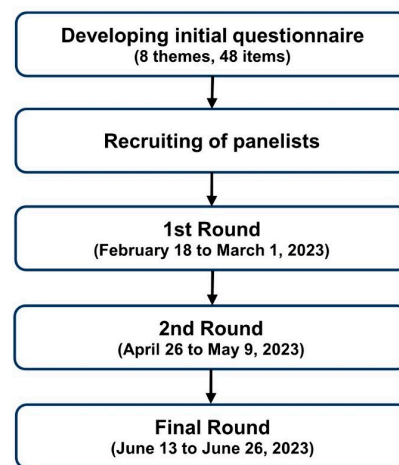 Developing initial questionnaire
(8 themes, 48 items)
Recruiting of panelists
1st Round
(February 18 to March 1, 2023)
2nd Round
(April 26 to May 9, 2023)
Final Round
(June 13 to June 26, 2023)